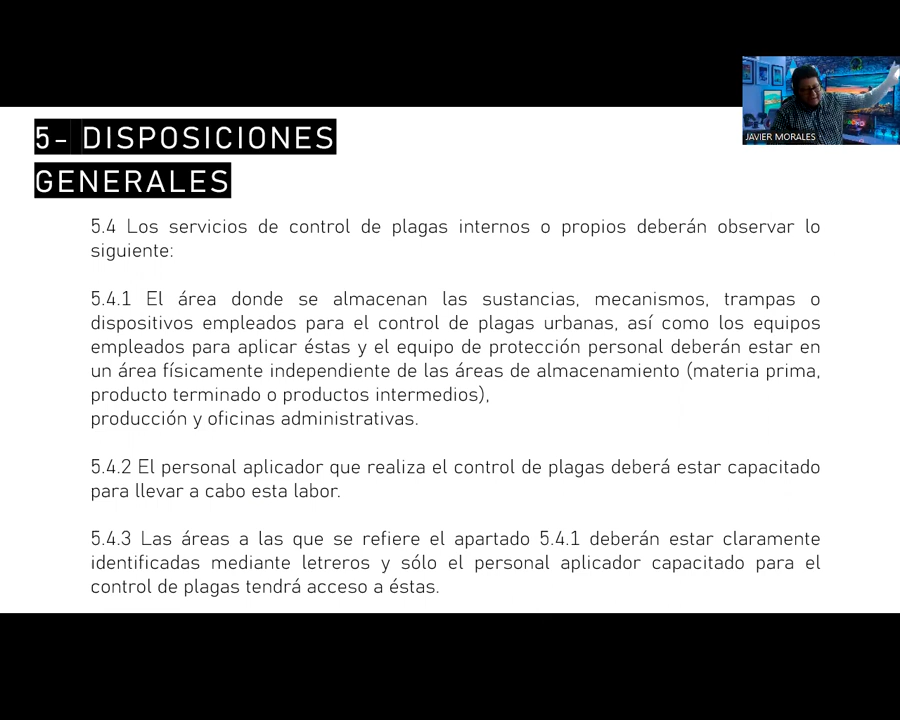 5- DISPOSICIONES
GENERALES
JAVIER MORALES
5.4 Los servicios de control de plagas internos o propios deberán observar lo
siguiente:
5.4.1 El área donde se almacenan las sustancias, mecanismos, trampas o
dispositivos empleados para el control de plagas urbanas, así como los equipos
empleados para aplicar éstas y el equipo de protección personal deberán estar en
un área físicamente independiente de las áreas de almacenamiento (materia prima,
producto terminado o productos intermedios),
producción y oficinas administrativas.
5.4.2 El personal aplicador que realiza el control de plagas deberá estar capacitado
para llevar a cabo esta labor.
5.4.3 Las áreas a las que se refiere el apartado 5.4.1 deberán estar claramente
identificadas mediante letreros y sólo el personal aplicador capacitado para el
control de plagas tendrá acceso a éstas.